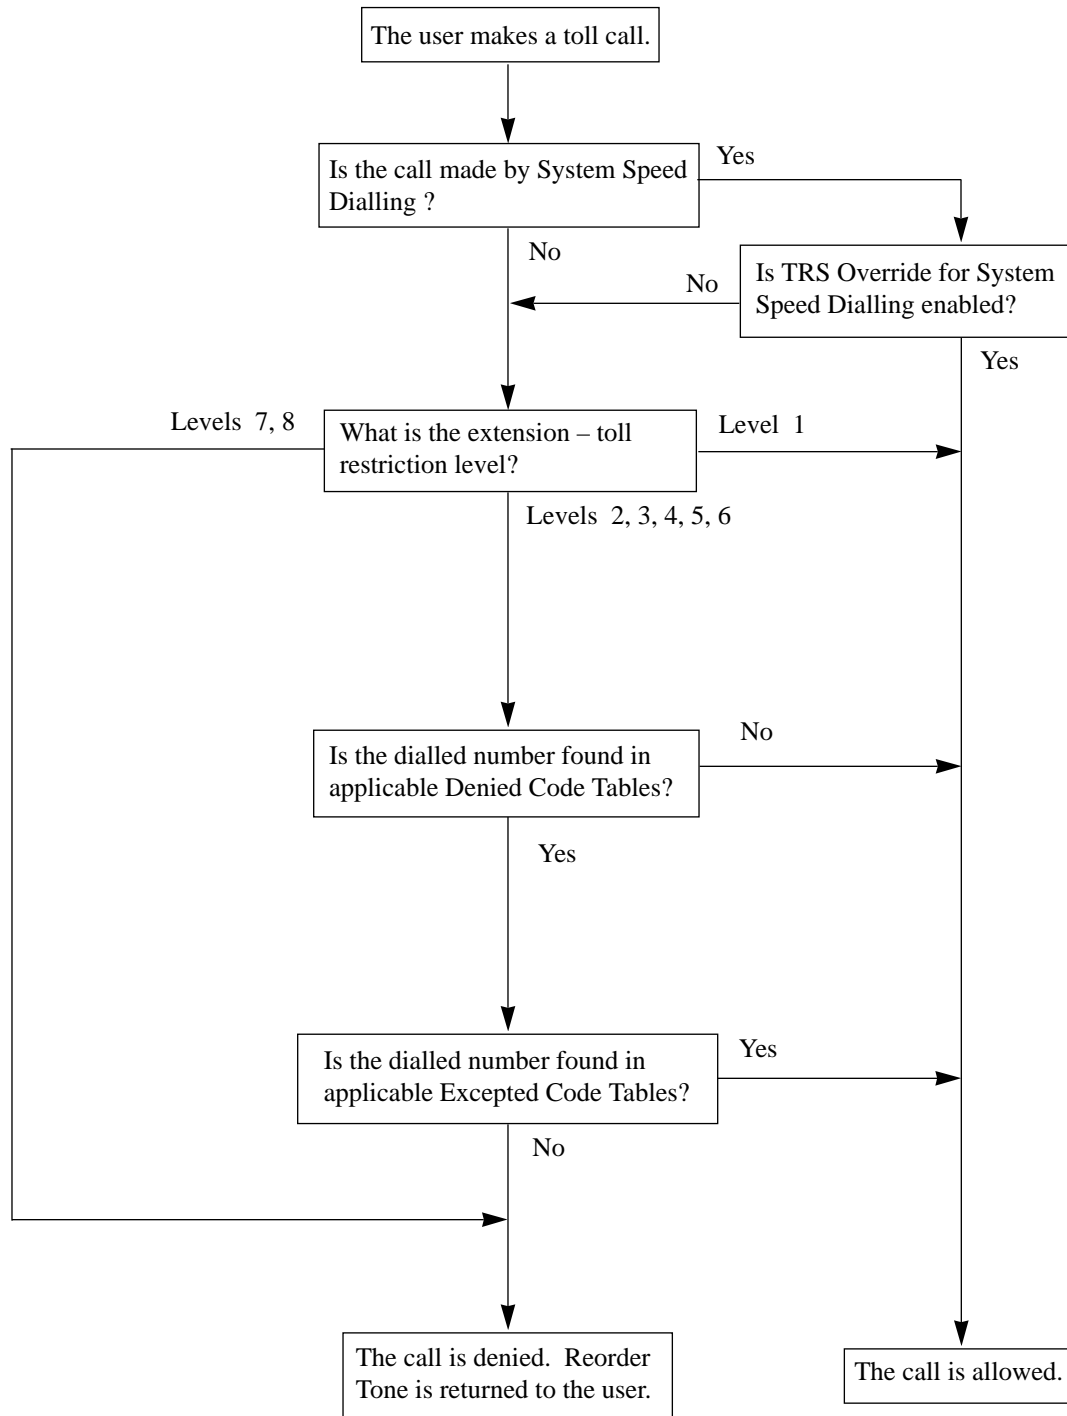 The user makes a toll call.
Is the call made by System Speed
Dialling ?
Yes
No
Is TRS Override for System
Speed Dialling enabled?
No
Yes
Levels 7, 8
What is the extension – toll
restriction level?
Level 1
Levels 2, 3, 4, 5, 6
Is the dialled number found in
applicable Denied Code Tables?
No
Yes
Is the dialled number found in
applicable Excepted Code Tables?
Yes
No
The call is denied. Reorder
Tone is returned to the user.
The call is allowed.